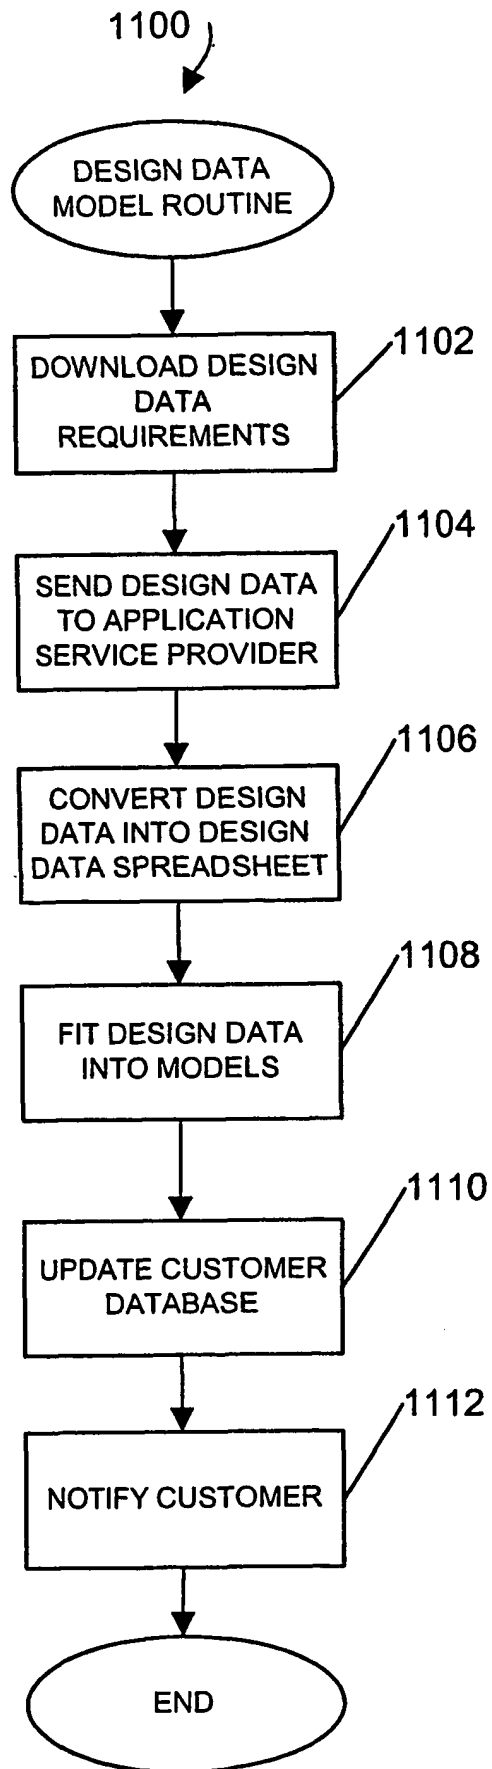 1100
DESIGN DATA
MODEL ROUTINE
1102
DOWNLOAD DESIGN
DATA
REQUIREMENTS
1104
SEND DESIGN DATA
TO APPLICATION
SERVICE PROVIDER
1106
CONVERT DESIGN
DATA INTO DESIGN
DATA SPREADSHEET
1108
FIT DESIGN DATA
INTO MODELS
1110
UPDATE CUSTOMER
DATABASE
1112
NOTIFY CUSTOMER
END